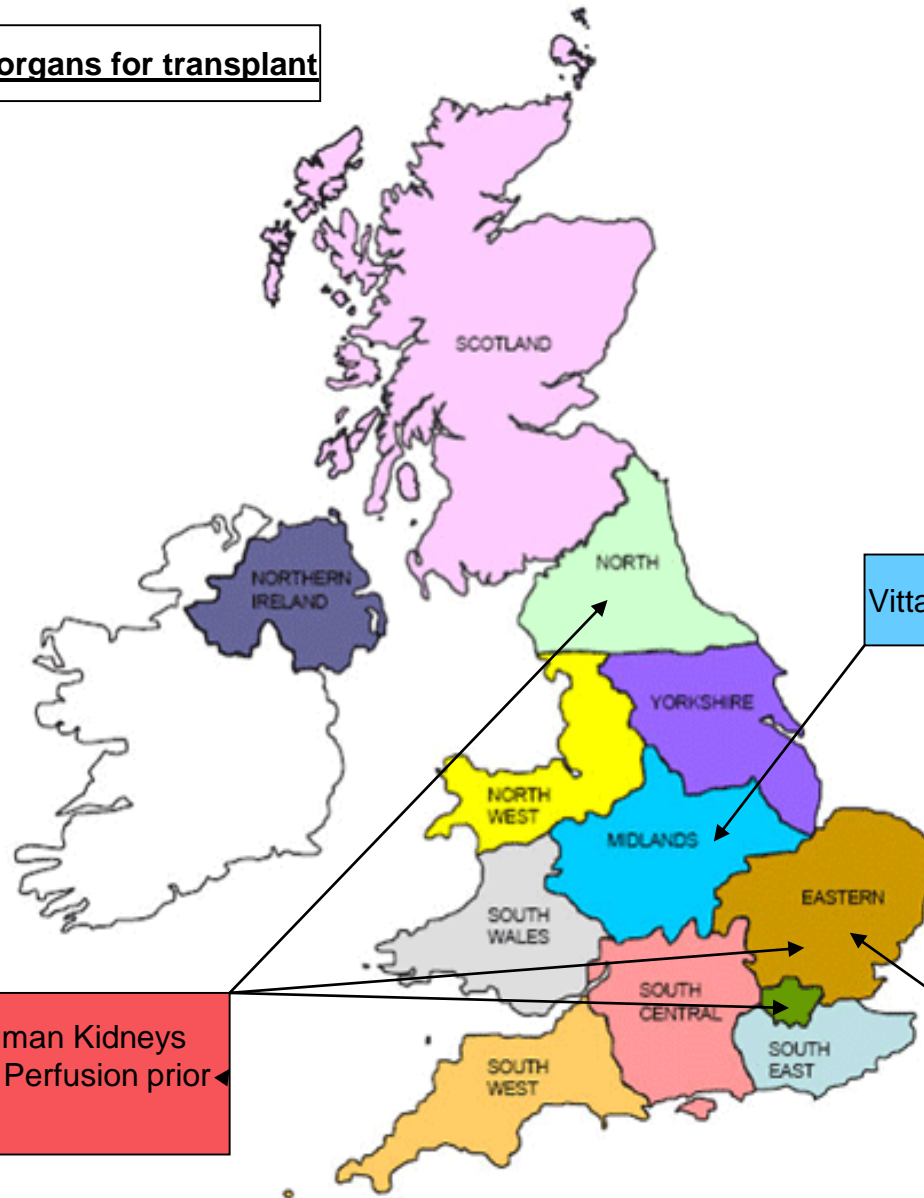 organs for transplant
SCOTLAND
NORTHERN
IRELAND
NORTH
Vitta
YORKSHIRE
NORTH
WEST
MIDLANDS
EASTERN
SOUTH
WALES
SOUTH
CENTRAL
man Kidneys
Perfusion prior
SOUTH
EAST
SOUTH
WEST